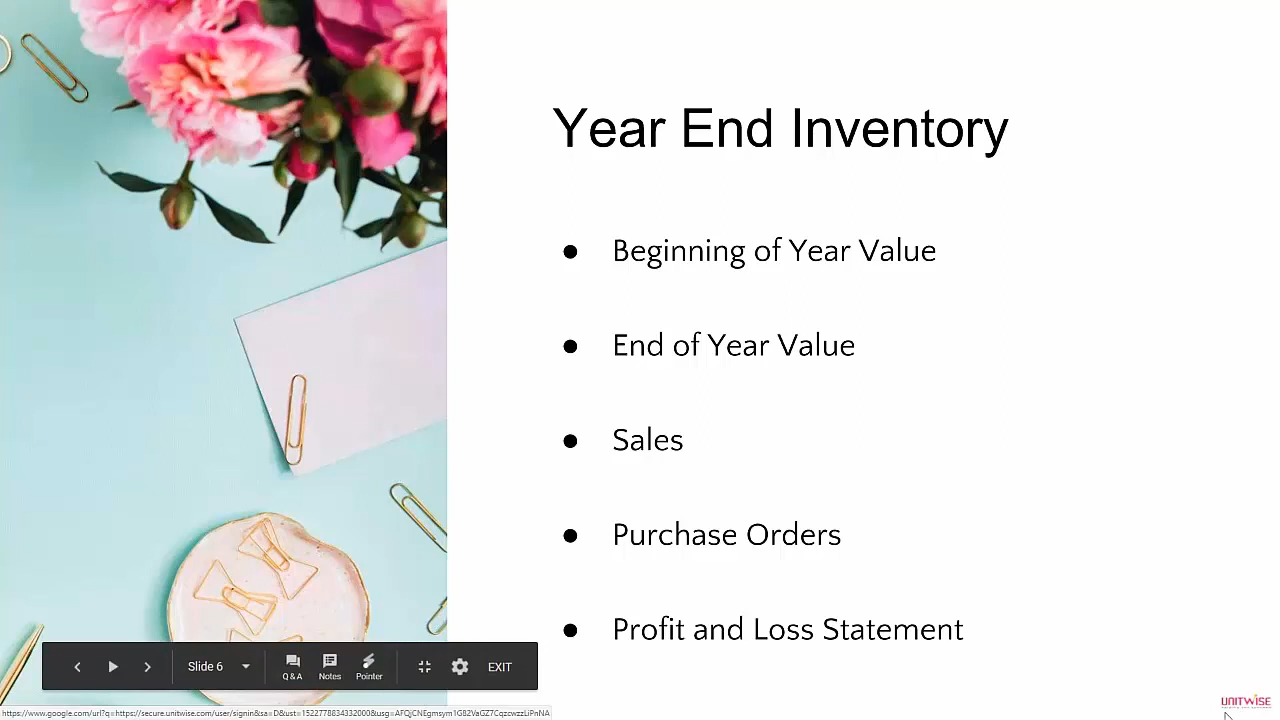 Year End Inventory
● Beginning of Year Value
● End of Year Value
● Sales
● Purchase Orders
● Profit and Loss Statement
Slide 6
Q & A
Notes
Pointer
EXIT
UNITWISE